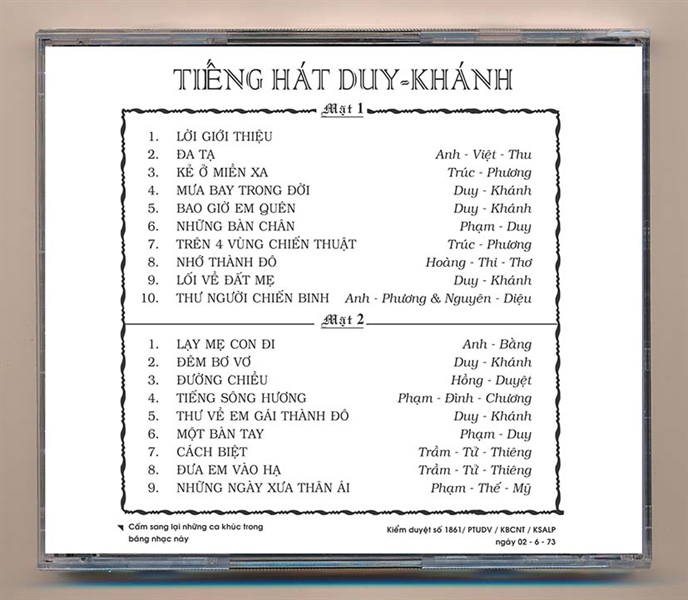 TIẾNG HÁT DUY-KHÁNH
Mặt 1
1. LỜI GIỚI THIỆU
2. ĐA TẠ Anh - Việt - Thu
3. KẺ Ở MIỀN XA Trúc - Phương
4. MƯA BAY TRONG ĐỜI Duy - Khánh
5. BAO GIỜ EM QUÊN Duy - Khánh
6. NHỮNG BÀN CHÂN Phạm - Duy
7. TRÊN 4 VÙNG CHIẾN THUẬT Trúc - Phương
8. NHỚ THÀNH ĐÔ Hoàng - Thi - Thơ
9. LỐI VỀ ĐẤT MẸ Duy - Khánh
10. THƯ NGƯỜI CHIẾN BINH Anh - Phương & Nguyên - Diệu
Mặt 2
1. LẠY MẸ CON ĐI Anh - Bằng
2. ĐÊM BƠ VƠ Duy - Khánh
3. ĐƯỜNG CHIỀU Hồng - Duyệt
4. TIẾNG SÔNG HƯƠNG Phạm - Đình - Chương
5. THƯ VỀ EM GÁI THÀNH ĐÔ Duy - Khánh
6. MỘT BÀN TAY Phạm - Duy
7. CÁCH BIỆT Trầm - Tử - Thiêng
8. ĐƯA EM VÀO HẠ Trầm - Tử - Thiêng
9. NHỮNG NGÀY XƯA THÂN ÁI Phạm - Thế - Mỹ
Cấm sang lại những ca khúc trong
băng nhạc này
Kiểm duyệt số 1861/ PTUDV / KBCNT / KSALP
ngày 02 - 6 - 73